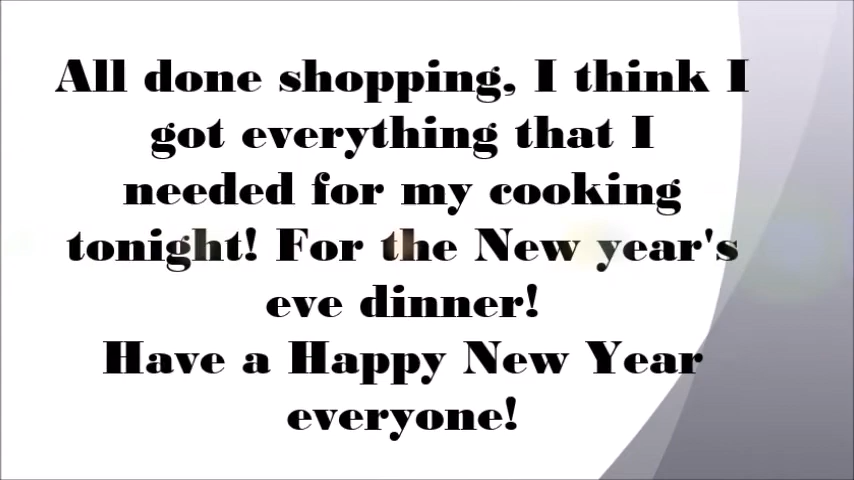 All done shopping, I think I
got everything that I
needed for my cooking
tonight! For the New year's
eve dinner!
Have a Happy New Year
everyone!